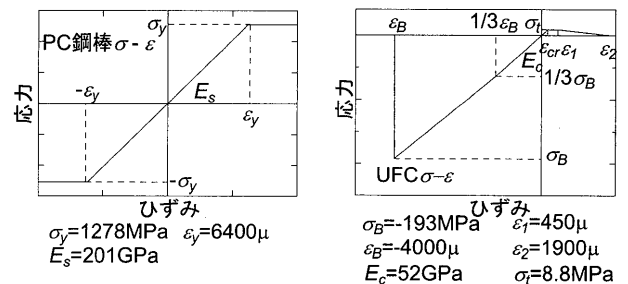 PC鋼棒σ-ε
σy
Es
-εy
εy
-σy
応力
ひずみ
σy=1278MPa εy=6400μ
Es=201GPa
εB
1/3εB
σt
εcr
ε1
ε2
Ec
1/3σB
σB
UFCσ-ε
応力
ひずみ
σB=-193MPa ε1=450μ
εB=-4000μ ε2=1900μ
Ec=52GPa σt=8.8MPa